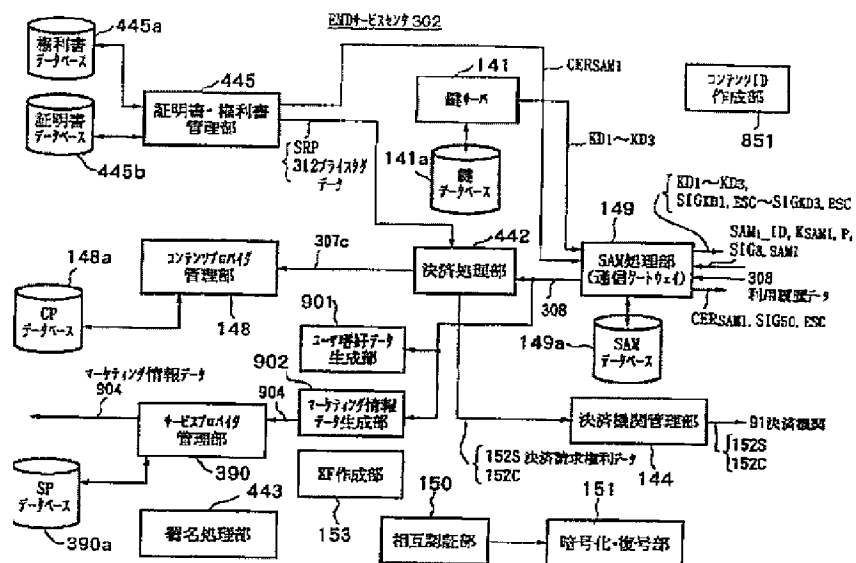 EMDサービスセンタ302
445a
権利書
データベース
445
証明書・権利書
管理部
証明書
データベース
445b
SRP
312プライスタグ
データ
141
鍵サーバ
141a
鍵
データベース
CERSAM1
KD1～KD3
コンテンツID
作成部
851
KD1～KD3,
SIGKD1,ESC～SIGKD3,ESC
149
SAM処理部
(通信ゲートウェイ)
SAM1_ID, KSAM1,
308
利用履歴データ
CERSAM1, SIG50, ESC
149a
SAM
データベース
442
決済処理部
307c
308
148a
CP
データベース
コンテンツプロバイダ
管理部
148
901
ユーザ嗜好データ
生成部
902
マーケティング情報
データ生成部
904
マーケティング情報データ
904
サービスプロバイダ
管理部
390
SP
データベース
390a
443
署名処理部
KF作成部
153
152S 決済請求権利データ
152C
決済機関管理部
144
91決済機関
152S
152C
150
相互認証部
151
暗号化・復号部